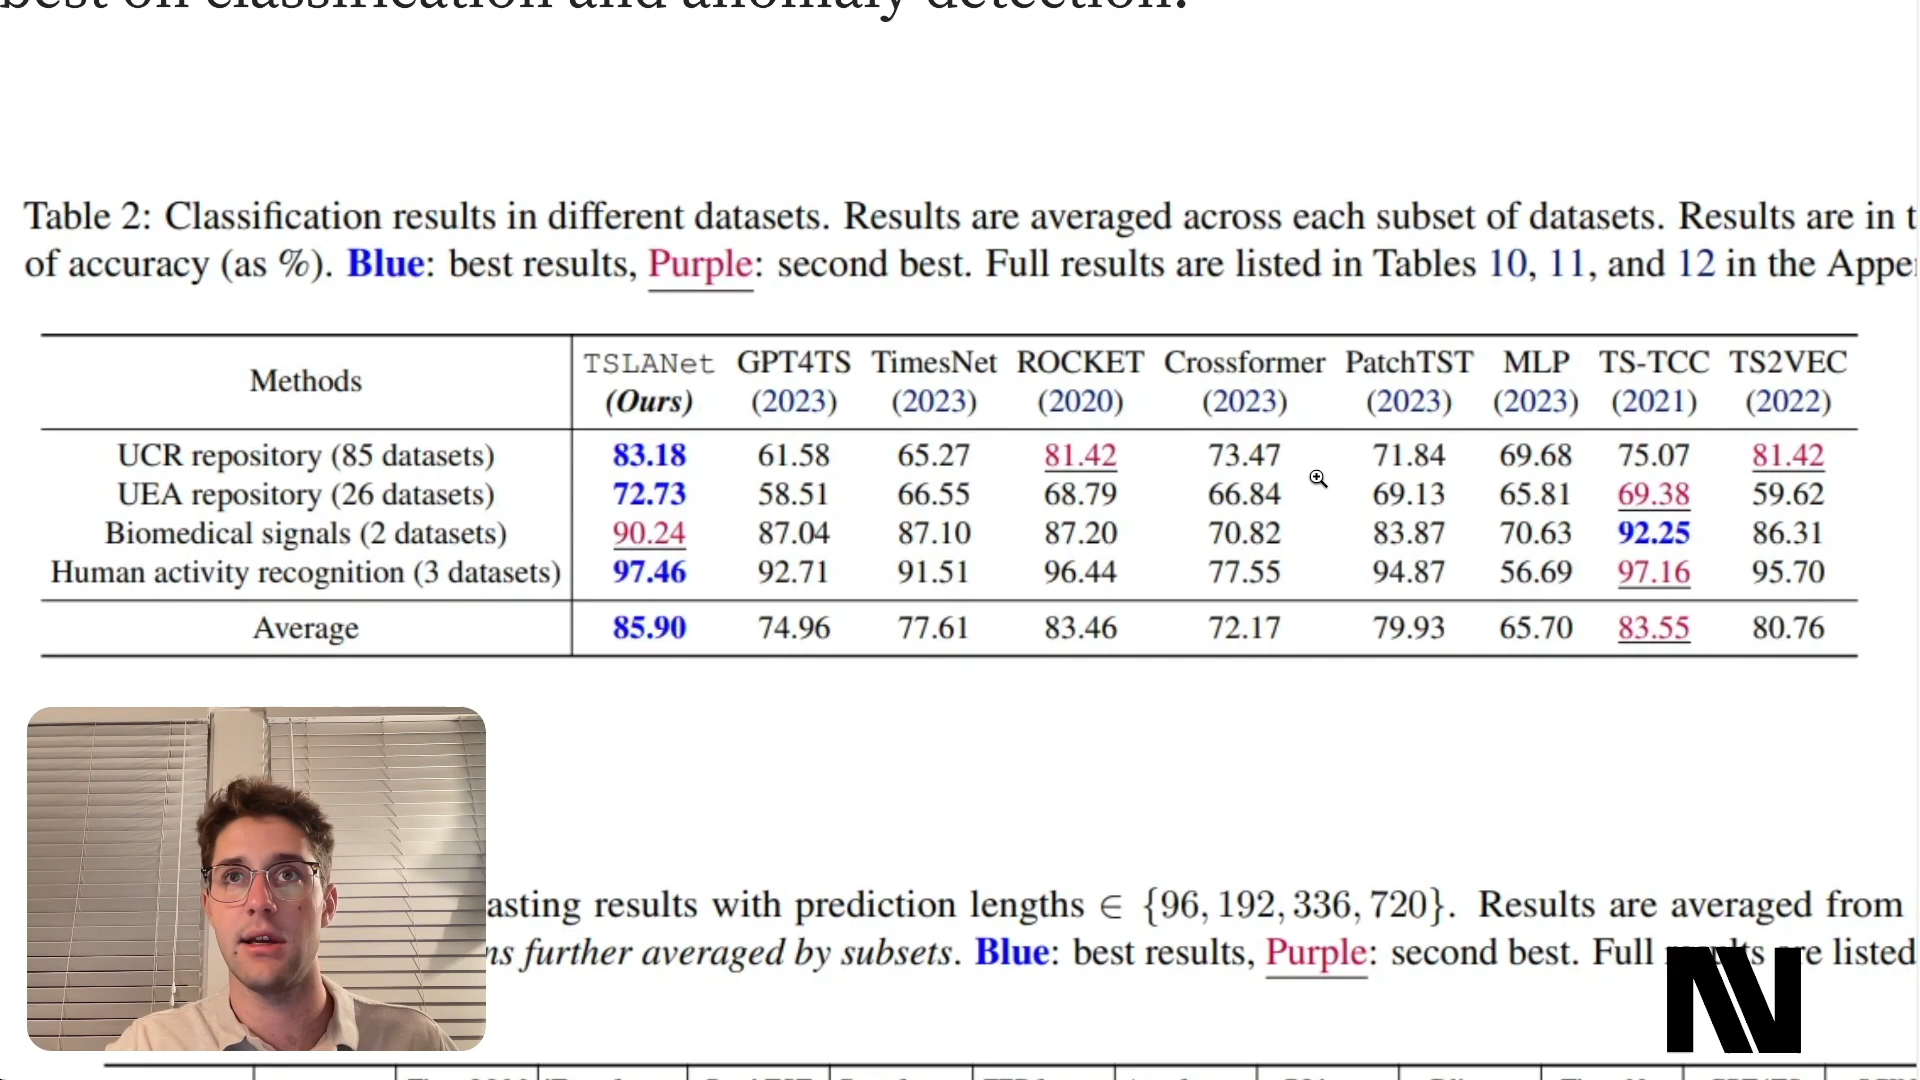 best on classification and anomaly detection.
Table 2: Classification results in different datasets. Results are averaged across each subset of datasets. Results are in t
of accuracy (as %). Blue: best results, Purple: second best. Full results are listed in Tables 10, 11, and 12 in the Appe
Methods TSLANet GPT4TS TimesNet ROCKET Crossformer PatchTST MLP TS-TCC TS2VEC
(Ours) (2023) (2023) (2020) (2023) (2023) (2023) (2021) (2022)
UCR repository (85 datasets) 83.18 61.58 65.27 81.42 73.47 71.84 69.68 75.07 81.42
UEA repository (26 datasets) 72.73 58.51 66.55 68.79 66.84 69.13 65.81 69.38 59.62
Biomedical signals (2 datasets) 90.24 87.04 87.10 87.20 70.82 83.87 70.63 92.25 86.31
Human activity recognition (3 datasets) 97.46 92.71 91.51 96.44 77.55 94.87 56.69 97.16 95.70
Average 85.90 74.96 77.61 83.46 72.17 79.93 65.70 83.55 80.76
asting results with prediction lengths ∈ {96, 192, 336, 720}. Results are averaged from
ns further averaged by subsets. Blue: best results, Purple: second best. Full results are listed